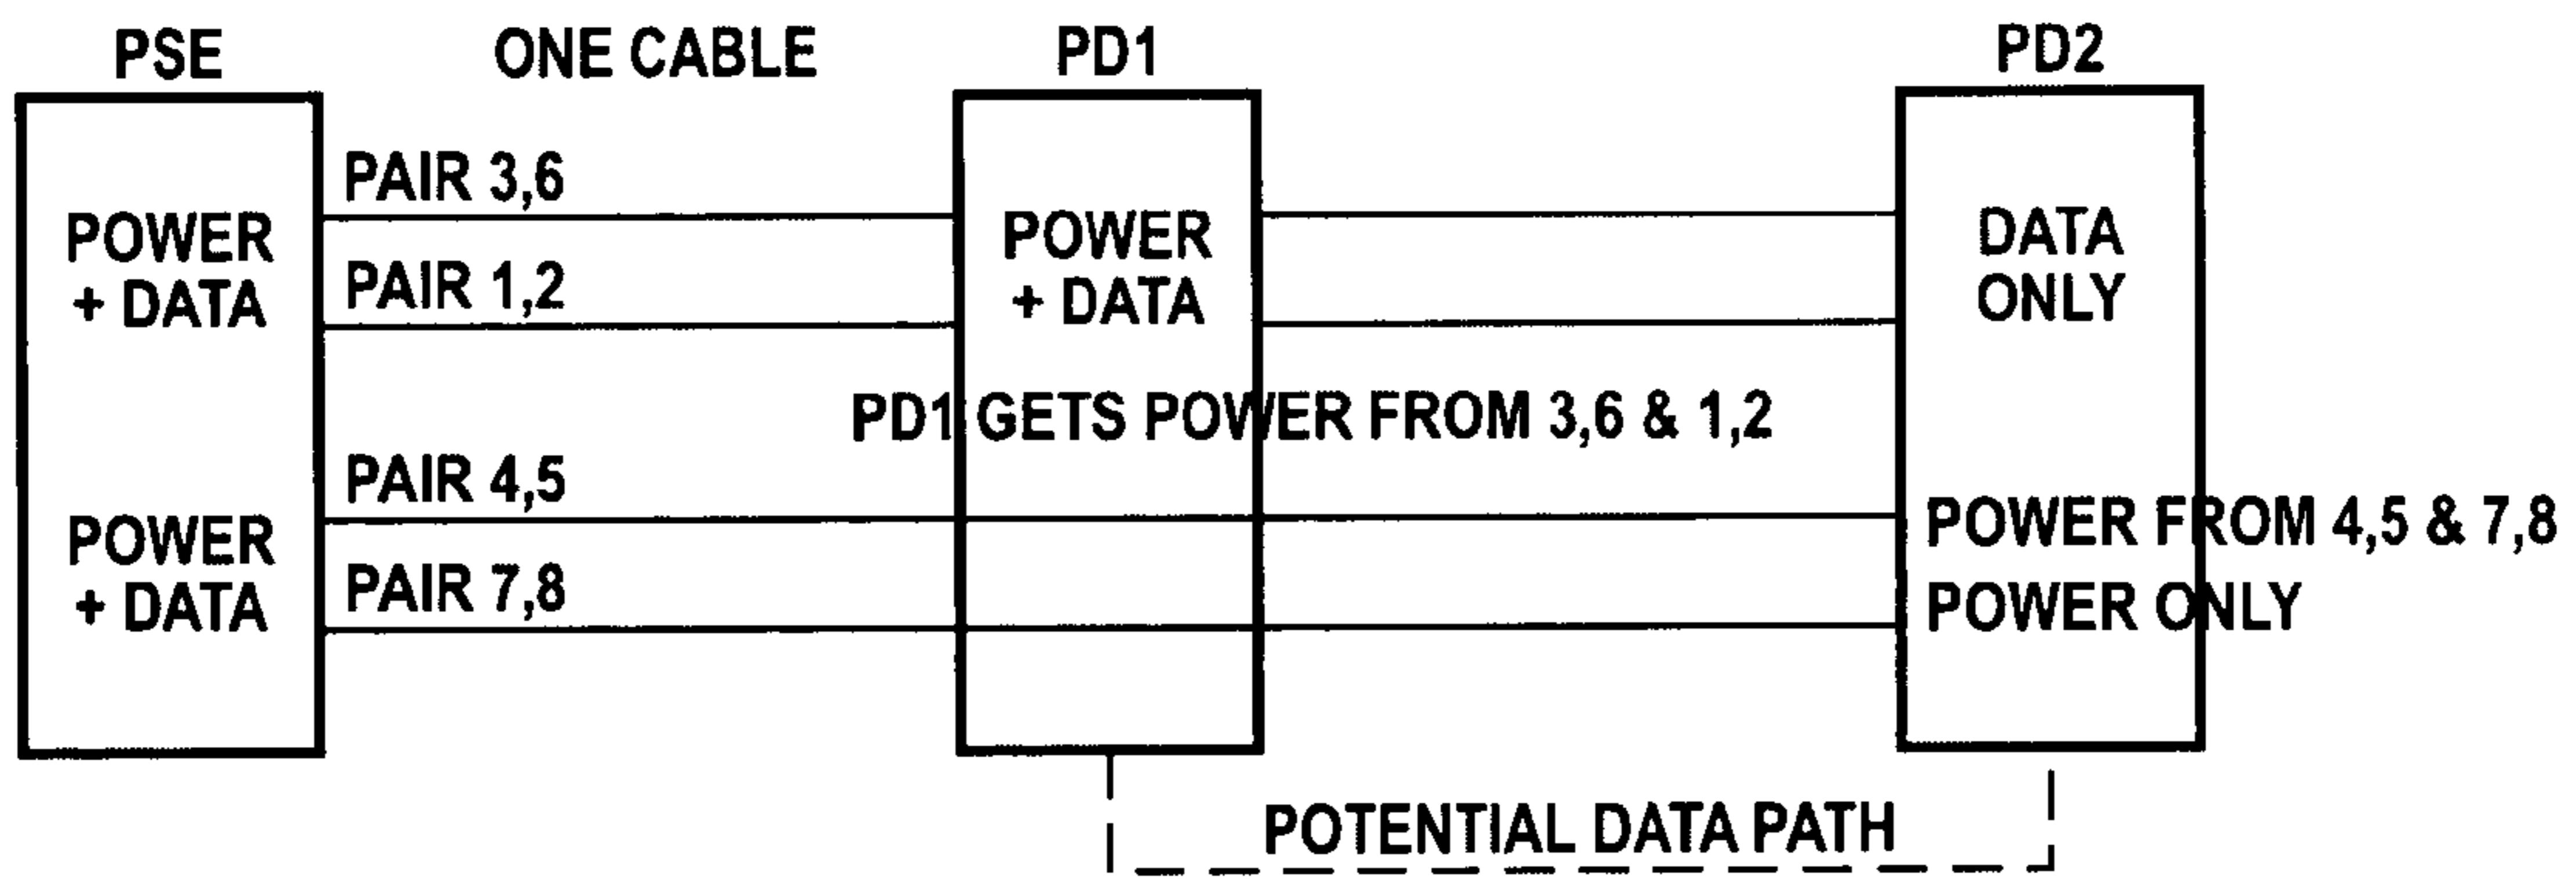 PSE
ONE CABLE
PD1
PD2
PAIR 3,6
POWER
+ DATA
PAIR 1,2
POWER
+ DATA
DATA
ONLY
PD1 GETS POWER FROM 3,6 & 1,2
PAIR 4,5
POWER
+ DATA
PAIR 7,8
POWER FROM 4,5 & 7,8
POWER ONLY
POTENTIAL DATA PATH